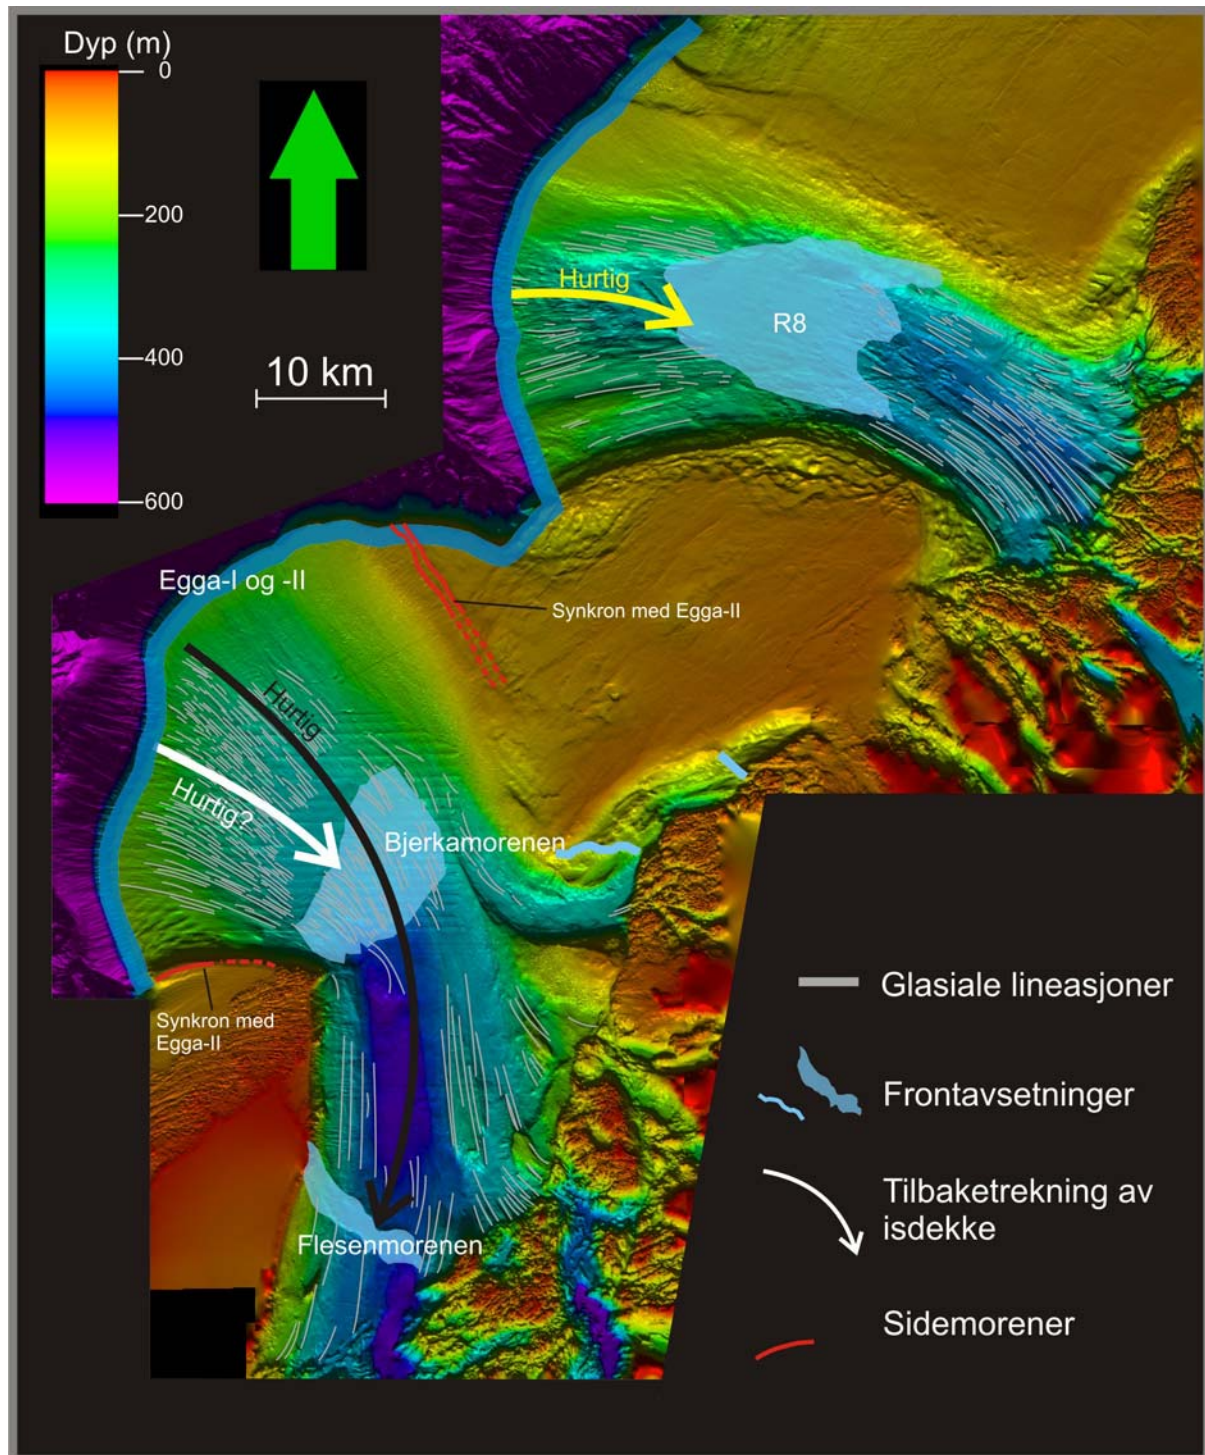 Dyp (m)
0
200
400
600
10 km
Hurtig
R8
Egga-I og -II
Synkron med Egga-II
Hurtig
Hurtig?
Bjerkamorenen
Synkron med
Egga-II
Flesenmorenen
Glasiale lineasjoner
Frontavsetninger
Tilbaketrekning av
isdekke
Sidemorener